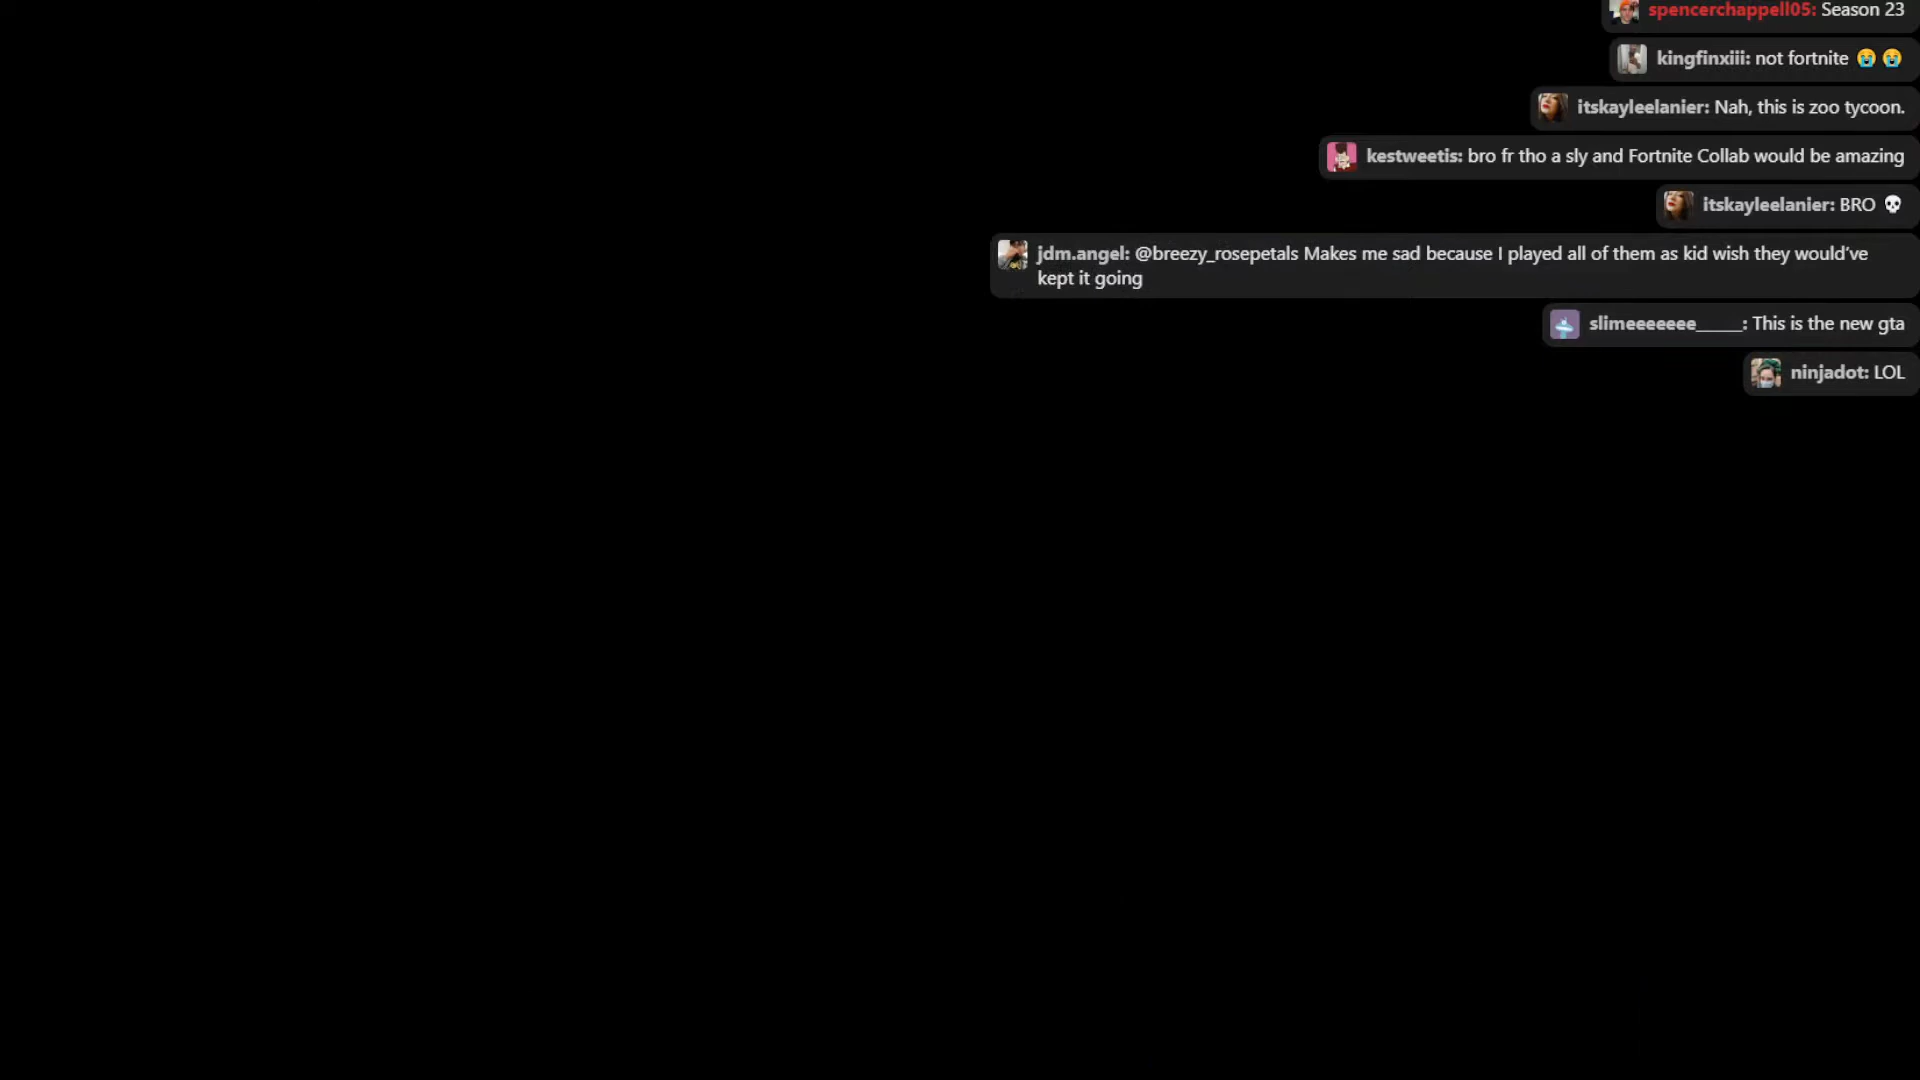 spencerchappell05: Season 23
kingfinxiii: not fortnite 😭 😭
itskayleelanier: Nah, this is zoo tycoon.
kestweetis: bro fr tho a sly and Fortnite Collab would be amazing
itskayleelanier: BRO 💀
jdm.angel: @breezy_rosepetals Makes me sad because I played all of them as kid wish they would’ve
kept it going
slimeeeeeee_____: This is the new gta
ninjadot: LOL